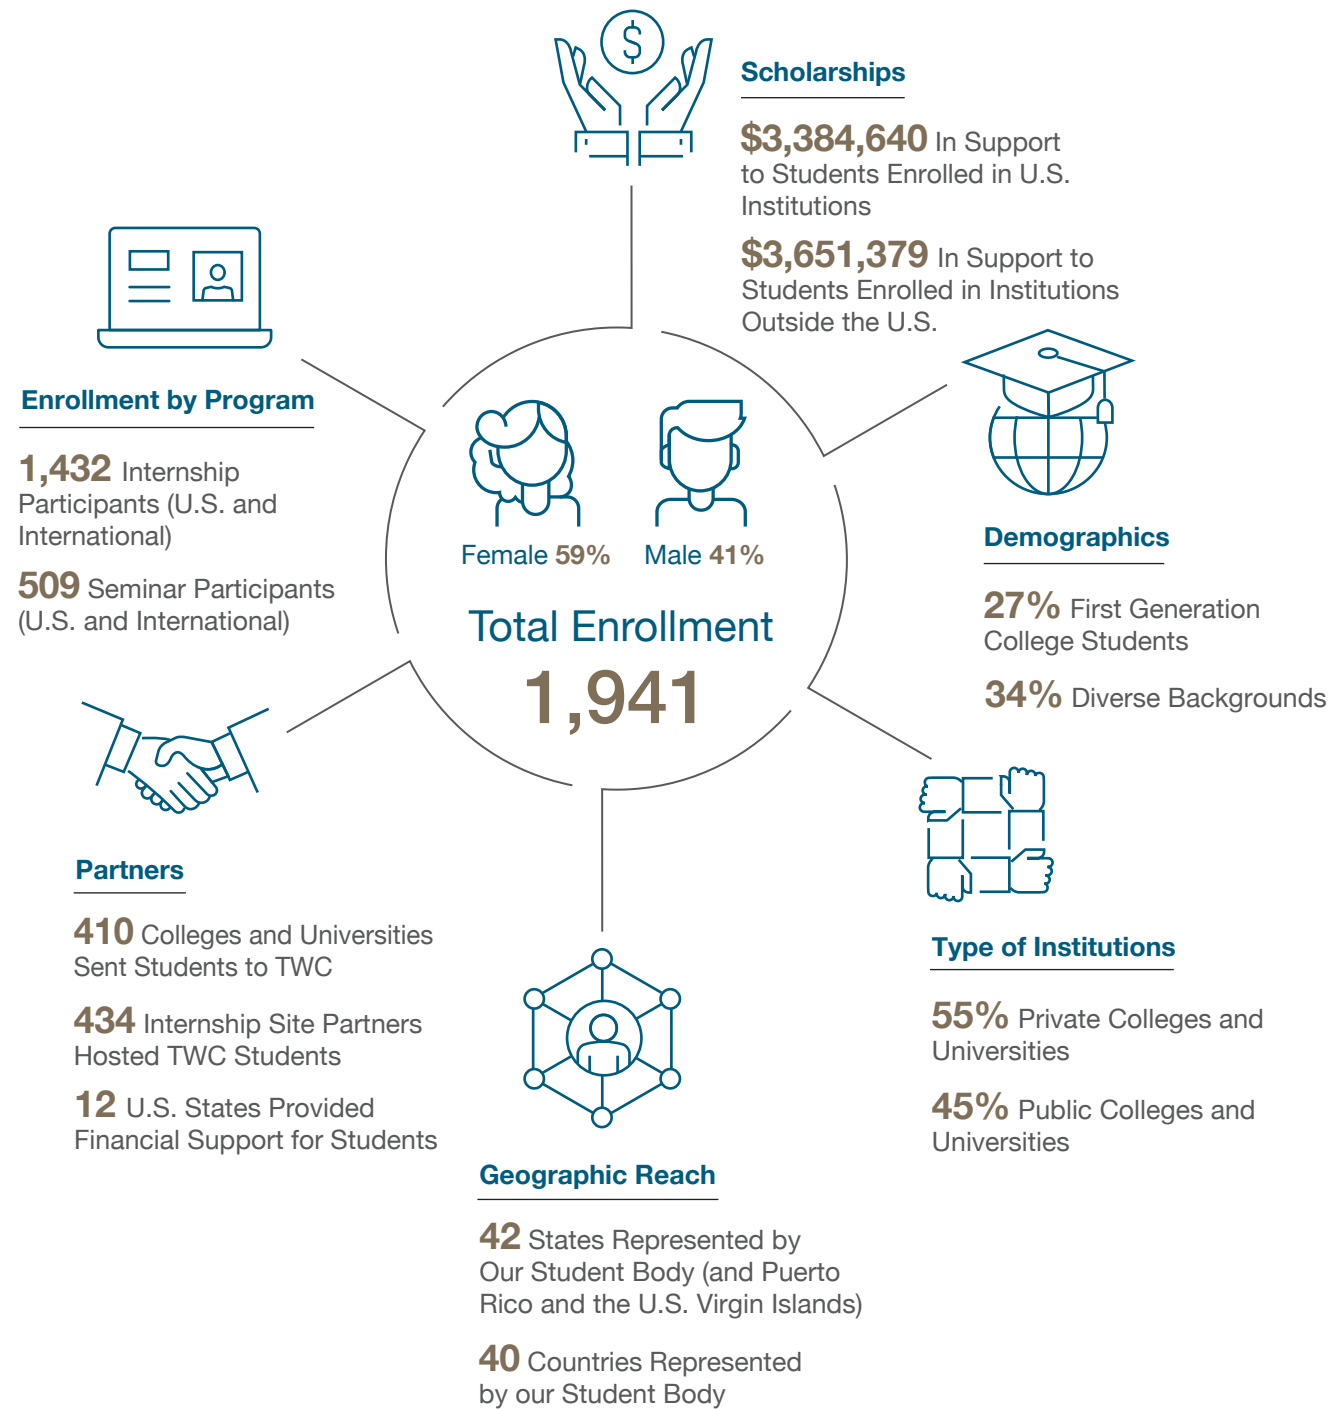 $
Scholarships
$3,384,640 In Support
to Students Enrolled in U.S.
Institutions
$3,651,379 In Support to
Students Enrolled in Institutions
Outside the U.S.
Enrollment by Program
1,432 Internship
Participants (U.S. and
International)
509 Seminar Participants
(U.S. and International)
Female 59% Male 41%
Total Enrollment
1,941
Demographics
27% First Generation
College Students
34% Diverse Backgrounds
Partners
410 Colleges and Universities
Sent Students to TWC
434 Internship Site Partners
Hosted TWC Students
12 U.S. States Provided
Financial Support for Students
Type of Institutions
55% Private Colleges and
Universities
45% Public Colleges and
Universities
Geographic Reach
42 States Represented by
Our Student Body (and Puerto
Rico and the U.S. Virgin Islands)
40 Countries Represented
by our Student Body